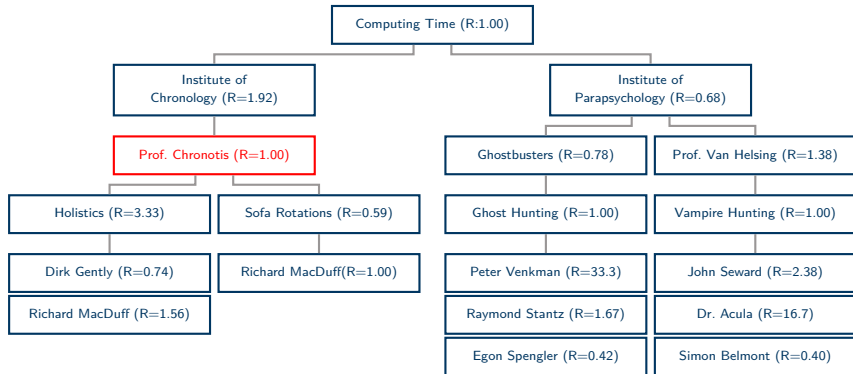 Computing Time (R:1.00)
Institute of
Chronology (R=1.92)
Institute of
Parapsychology (R=0.68)
Prof. Chronotis (R=1.00)
Ghostbusters (R=0.78)
Prof. Van Helsing (R=1.38)
Holistics (R=3.33)
Sofa Rotations (R=0.59)
Ghost Hunting (R=1.00)
Vampire Hunting (R=1.00)
Dirk Gently (R=0.74)
Richard MacDuff(R=1.00)
Peter Venkman (R=33.3)
John Seward (R=2.38)
Richard MacDuff (R=1.56)
Raymond Stantz (R=1.67)
Dr. Acula (R=16.7)
Egon Spengler (R=0.42)
Simon Belmont (R=0.40)